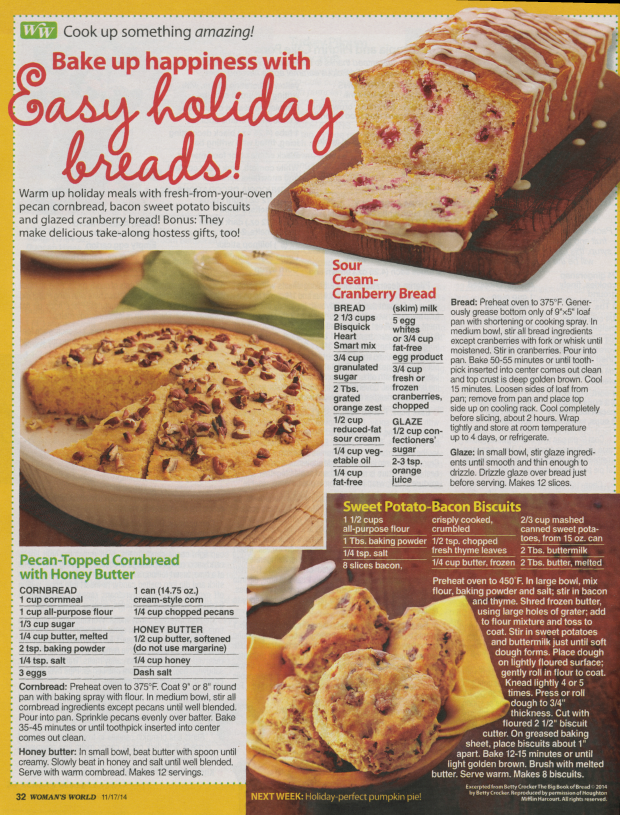 WW Cook up something amazing!
Bake up happiness with
Easy holiday
breads!
Warm up holiday meals with fresh-from-your-oven
pecan cornbread, bacon sweet potato biscuits
and glazed cranberry bread! Bonus: They
make delicious take-along hostess gifts, too!
Sour
Cream-
Cranberry Bread
BREAD
2 1/3 cups
Bisquick
Heart
Smart mix
3/4 cup
granulated
sugar
2 Tbs.
grated
orange zest
1/2 cup
reduced-fat
sour cream
1/4 cup veg-
etable oil
1/4 cup
fat-free
(skim) milk
5 egg
whites
or 3/4 cup
fat-free
egg product
3/4 cup
fresh or
frozen
cranberries,
chopped
GLAZE
1/2 cup con-
fectioners'
sugar
2-3 tsp.
orange
juice
Bread: Preheat oven to 375°F. Gener-
ously grease bottom only of 9"x5" loaf
pan with shortening or cooking spray. In
medium bowl, stir all bread ingredients
except cranberries with fork or whisk until
moistened. Stir in cranberries. Pour into
pan. Bake 50-55 minutes or until tooth-
pick inserted into center comes out clean
and top crust is deep golden brown. Cool
15 minutes. Loosen sides of loaf from
pan; remove from pan and place top
side up on cooling rack. Cool completely
before slicing, about 2 hours. Wrap
tightly and store at room temperature
up to 4 days, or refrigerate.
Glaze: in small bowl, stir glaze ingredi-
ents until smooth and thin enough to
drizzle. Drizzle glaze over bread just
before serving. Makes 12 slices.
Sweet Potato-Bacon Biscuits
1 1/2 cups
all-purpose flour
1 Tbs. baking powder
1/4 tsp. salt
8 slices bacon,
crisply cooked,
crumbled
1/2 tsp. chopped
fresh thyme leaves
1/4 cup butter, frozen
2/3 cup mashed
canned sweet pota-
toes, from 15 oz. can
2 Tbs. buttermilk
2 Tbs. butter, melted
Preheat oven to 450°F. In large bowl, mix
flour, baking powder and salt; stir in bacon
and thyme. Shred frozen butter,
using large holes of grater; add
to flour mixture and toss to
coat. Stir in sweet potatoes
and buttermilk just until soft
dough forms. Place dough
on lightly floured surface;
gently roll in flour to coat.
Knead lightly 4 or 5
times. Press or roll
dough to 3/4"
thickness. Cut with
floured 2 1/2" biscuit
cutter. On greased baking
sheet, place biscuits about 1"
apart. Bake 12-15 minutes or until
light golden brown. Brush with melted
butter. Serve warm. Makes 8 biscuits.
Excerpted from Betty Crocker The Big Book of Bread © 2014
by Betty Crocker. Reproduced by permission of Houghton
Mifflin Harcourt. All rights reserved.
Pecan-Topped Cornbread
with Honey Butter
CORNBREAD
1 cup cornmeal
1 cup all-purpose flour
1/3 cup sugar
1/4 cup butter, melted
2 tsp. baking powder
1/4 tsp. salt
3 eggs
1 can (14.75 oz.)
cream-style corn
1/4 cup chopped pecans
HONEY BUTTER
1/2 cup butter, softened
(do not use margarine)
1/4 cup honey
Dash salt
Cornbread: Preheat oven to 375°F. Coat 9" or 8" round
pan with baking spray with flour. In medium bowl, stir all
cornbread ingredients except pecans until well blended.
Pour into pan. Sprinkle pecans evenly over batter. Bake
35-45 minutes or until toothpick inserted into center
comes out clean.
Honey butter: In small bowl, beat butter with spoon until
creamy. Slowly beat in honey and salt until well blended.
Serve with warm cornbread. Makes 12 servings.
32 WOMAN'S WORLD 11/17/14
NEXT WEEK: Holiday-perfect pumpkin pie!